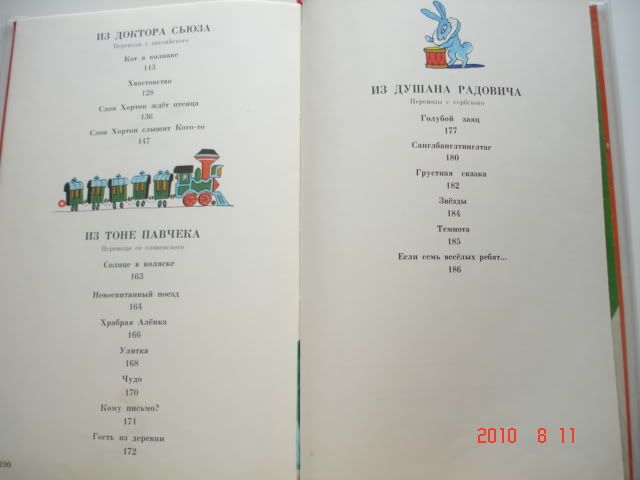 ИЗ ДОКТОРА СЬЮЗА
Переводы с английского
Кот в колпаке
113
Хвастовство
128
Слон Хортон ждёт птенца
136
Слон Хортон слышит Кого-то
147
ИЗ ТОНЕ ПАВЧЕКА
Переводы со словенского
Солнце в коляске
163
Невоспитанный поезд
164
Храбрая Алёнка
166
Улитка
168
Чудо
170
Кому письмо?
171
Гость из деревни
172
190
ИЗ ДУШАНА РАДОВИЧА
Переводы с сербского
Голубой заяц
177
Санглбанглтинглтаг
180
Грустная сказка
182
Звёзды
184
Темнота
185
Если семь весёлых ребят...
186
2010 8 11